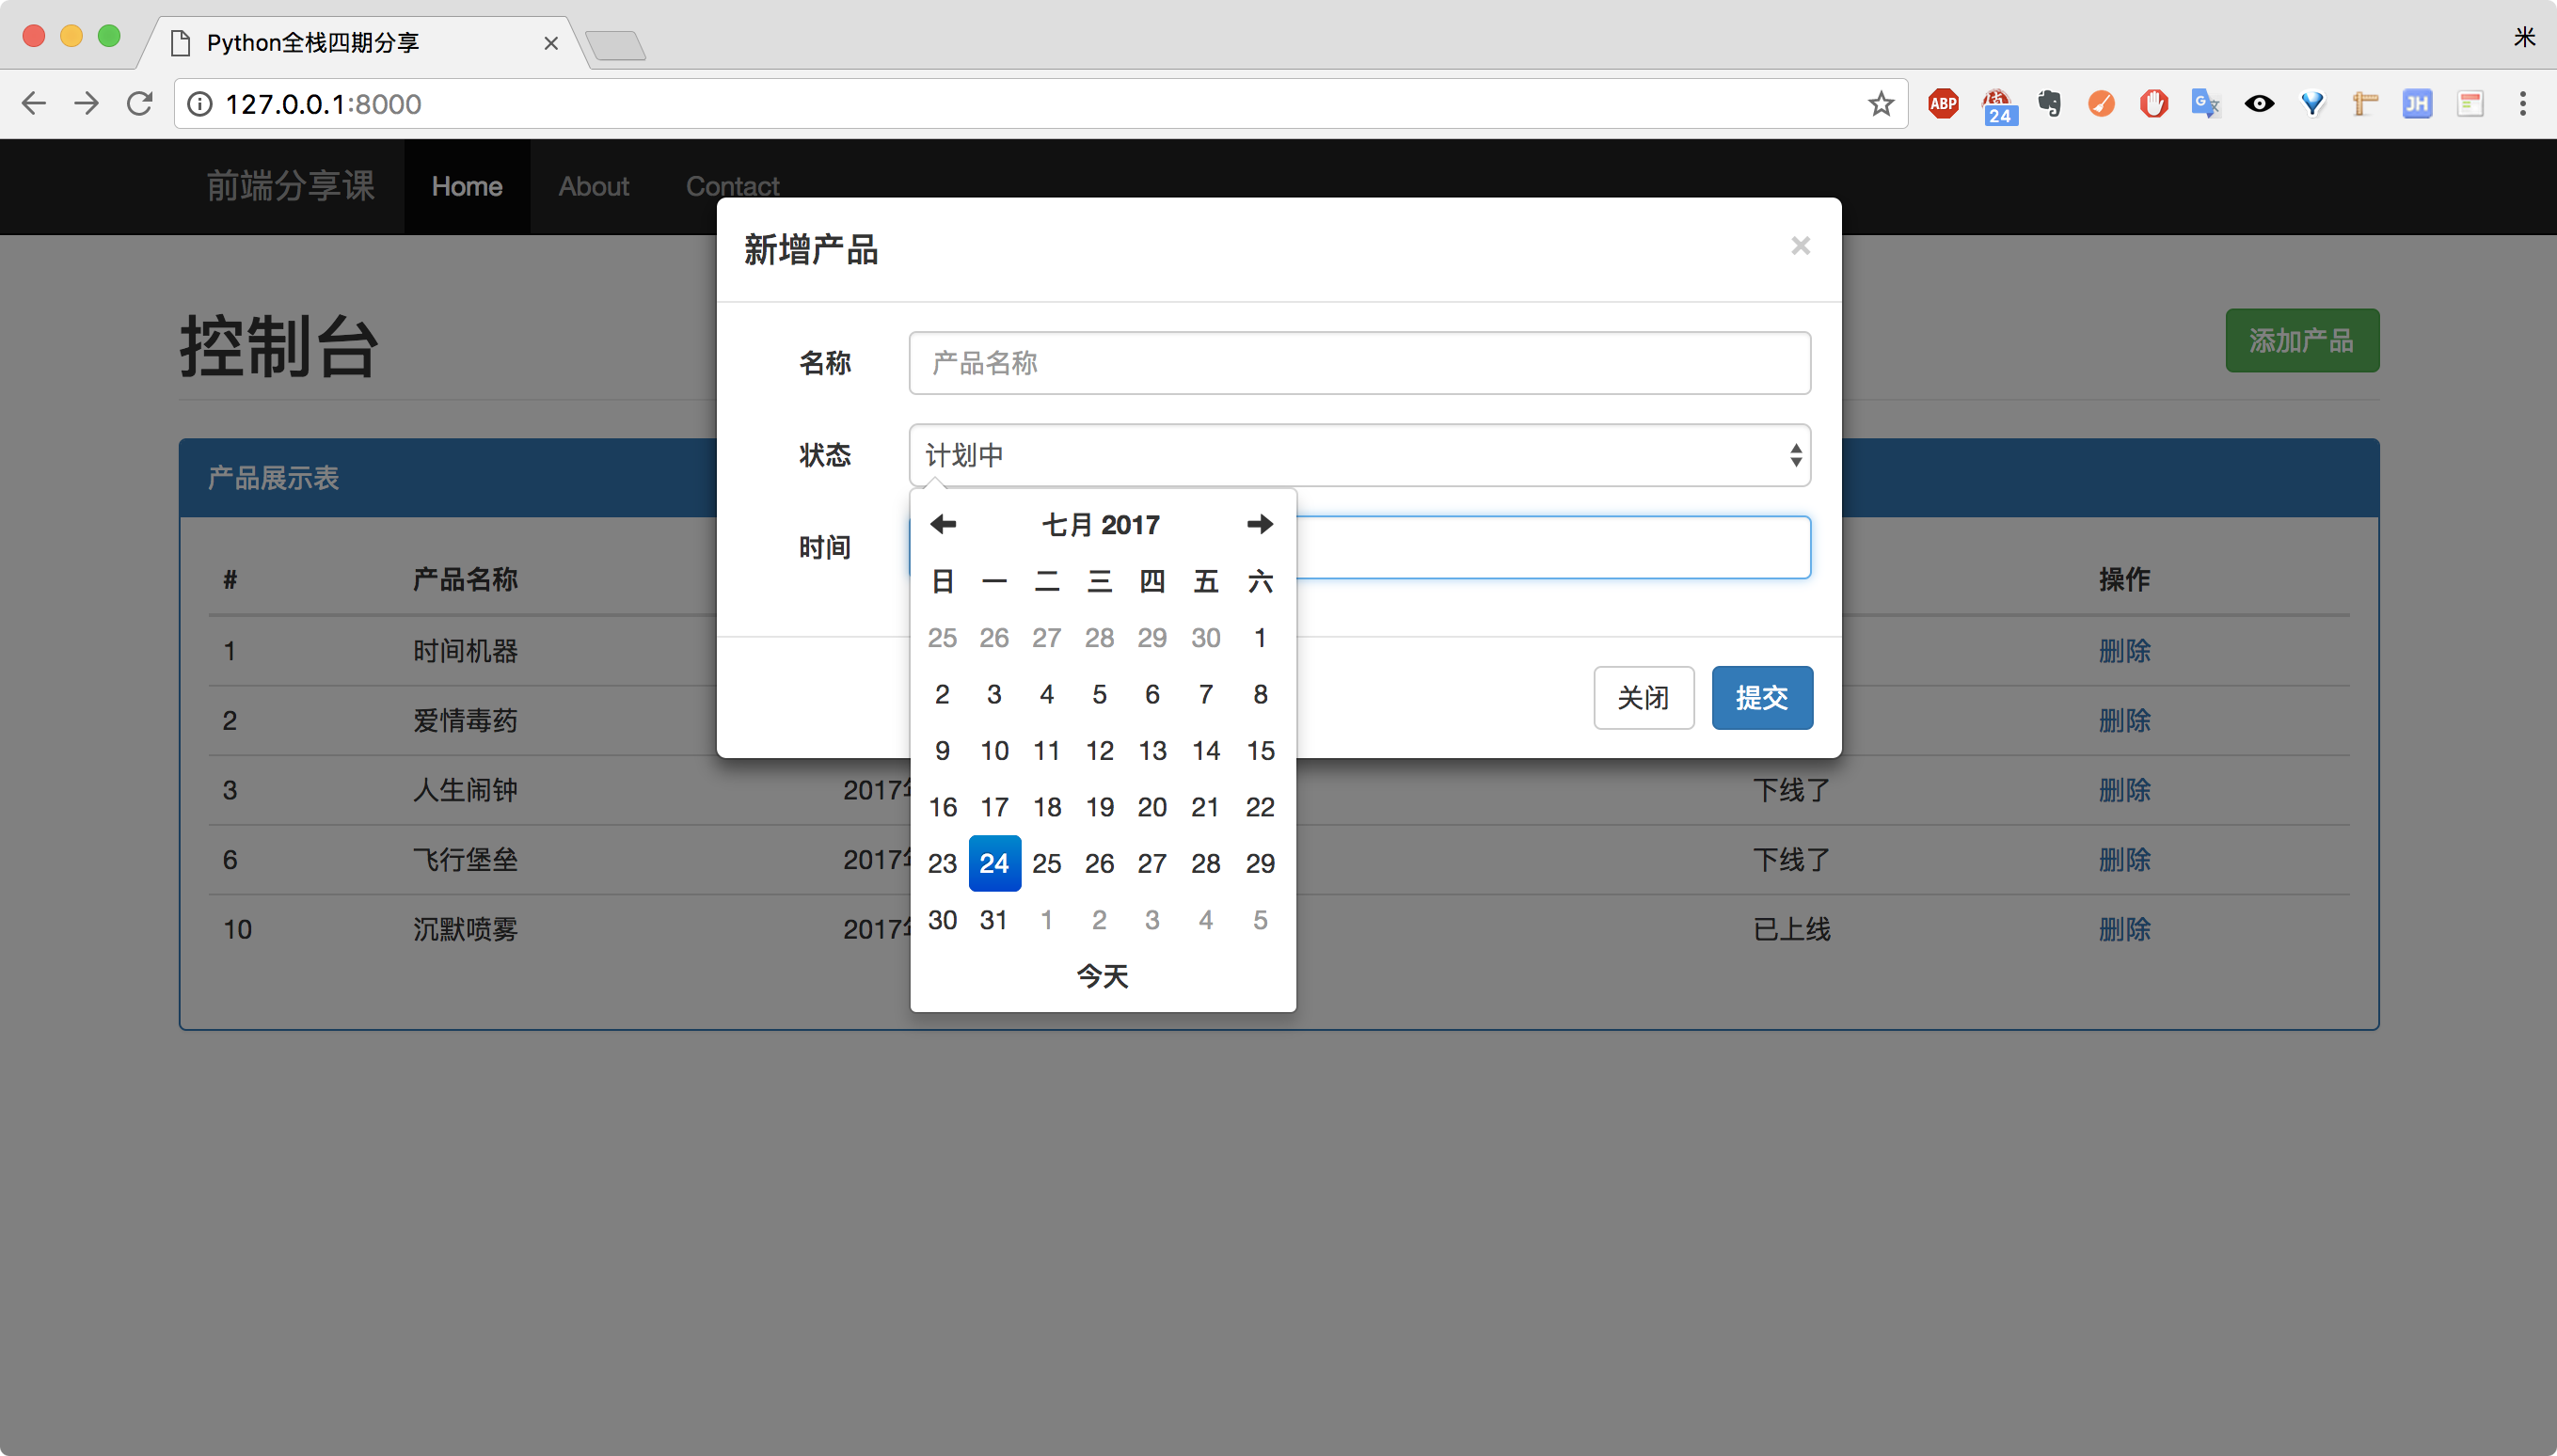 Python全栈四期分享
米
127.0.0.1:8000
ABP
24
JH
前端分享课 Home About Contact
新增产品 ×
控制台
添加产品
名称 产品名称
状态 计划中
时间
产品展示表
七月 2017
日 一 二 三 四 五 六
25 26 27 28 29 30 1
2 3 4 5 6 7 8
9 10 11 12 13 14 15
16 17 18 19 20 21 22
23 24 25 26 27 28 29
30 31 1 2 3 4 5
今天
关闭 提交
# 产品名称 操作
1 时间机器 删除
2 爱情毒药 删除
3 人生闹钟 2017 下线了 删除
6 飞行堡垒 2017 下线了 删除
10 沉默喷雾 2017 已上线 删除